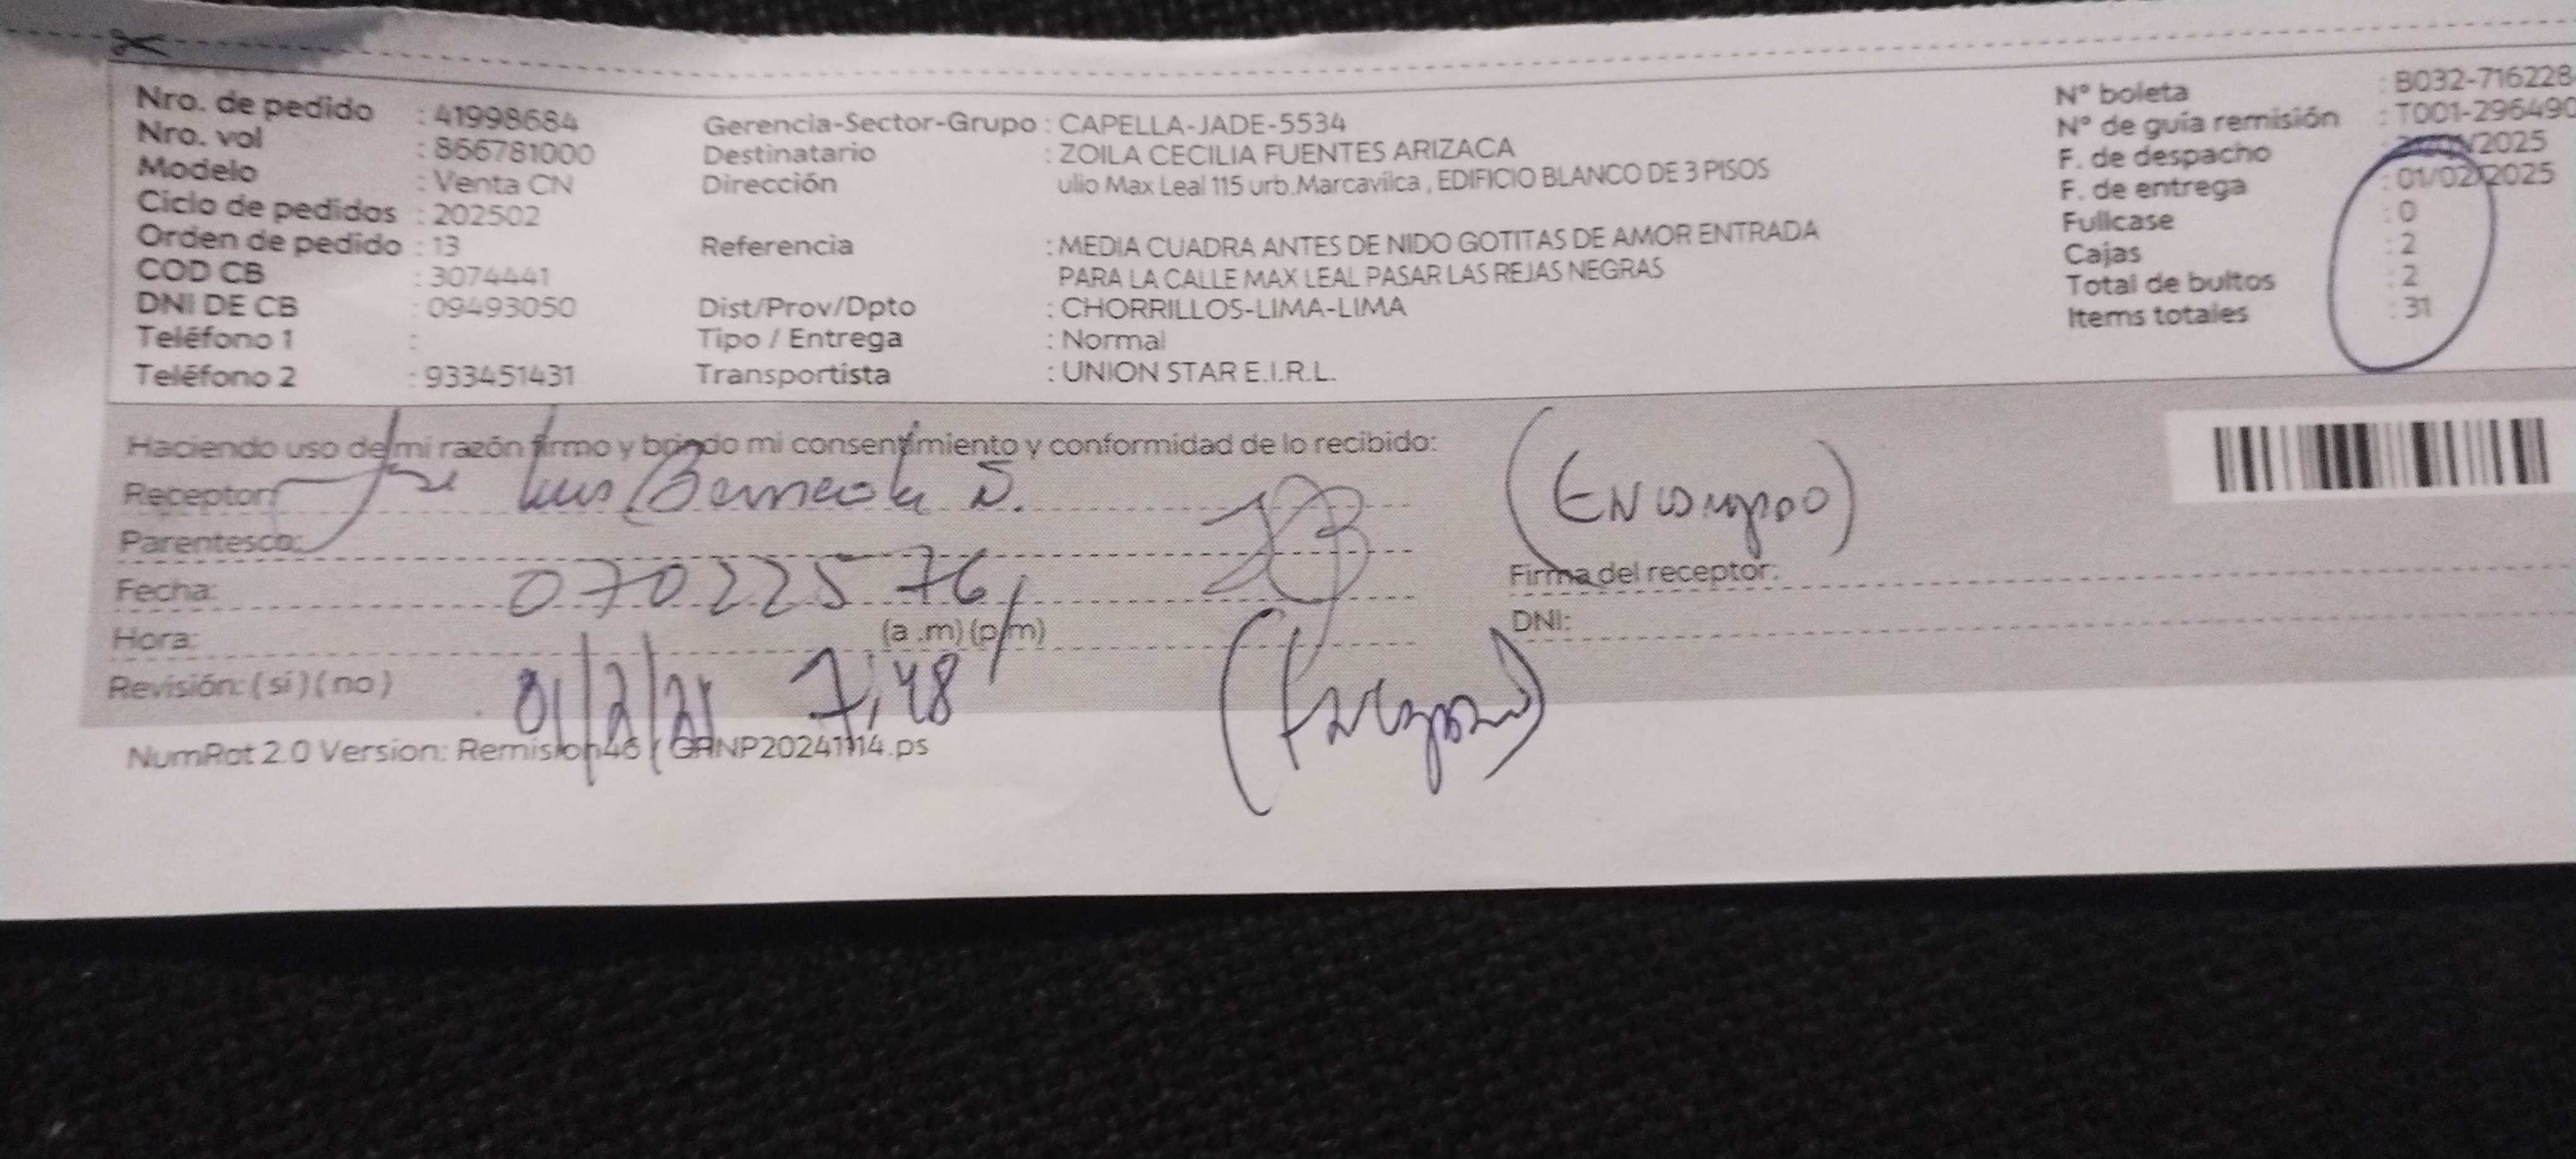 Nro. de pedido : 41998684
Nro. vol : 866781000
Modelo : Venta CN
Ciclo de pedidos : 202502
Orden de pedido : 13
COD CB : 3074441
DNI DE CB : 09493050
Teléfono 1 :
Teléfono 2 : 933451431
Gerencia-Sector-Grupo : CAPELLA-JADE-5534
Destinatario : ZOILA CECILIA FUENTES ARIZACA
Dirección ulio Max Leal 115 urb.Marcavilca , EDIFICIO BLANCO DE 3 PISOS
Referencia : MEDIA CUADRA ANTES DE NIDO GOTITAS DE AMOR ENTRADA
PARA LA CALLE MAX LEAL PASAR LAS REJAS NEGRAS
Dist/Prov/Dpto : CHORRILLOS-LIMA-LIMA
Tipo / Entrega : Normal
Transportista : UNION STAR E.I.R.L.
N° boleta : B032-716228
N° de guía remisión : T001-296490
F. de despacho /2025
F. de entrega : 01/02/2025
Fullcase : 0
Cajas : 2
Total de bultos : 2
Items totales : 31
Haciendo uso de mi razón firmo y brindo mi consentimiento y conformidad de lo recibido:
Receptor: Jose Luis
Parentesco:
Fecha: 07022576
Hora: (a .m) (p.m)
Revisión: ( si ) ( no ) 7,48
(Encargado)
Firma del receptor:
DNI:
NumRot 2.0 Version: Remision46 / GRNP20241114.ps